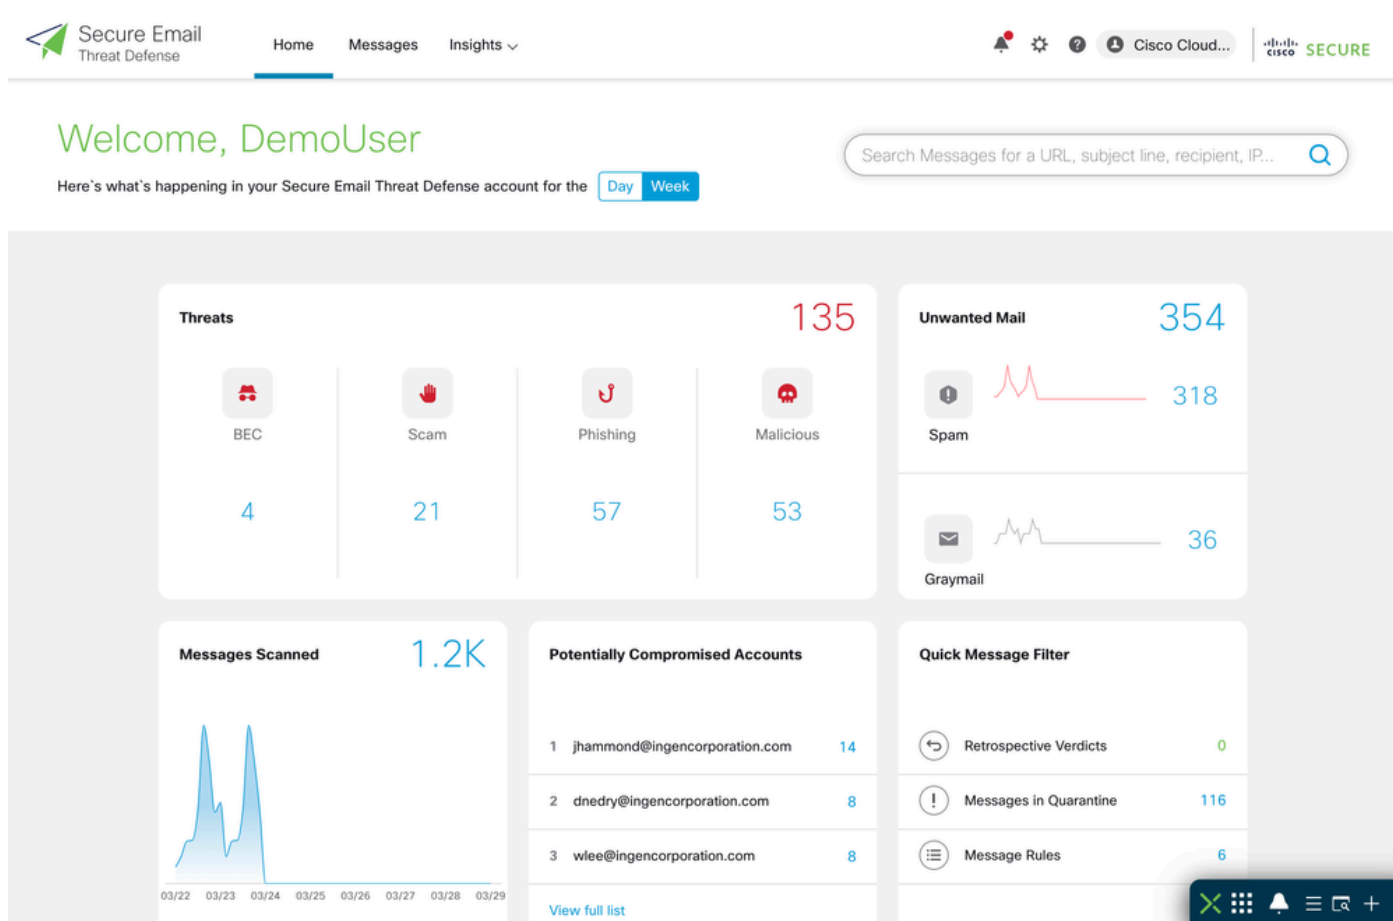 Secure Email
Threat Defense
Home
Messages
Insights
Cisco Cloud...
CISCO SECURE
Welcome, DemoUser
Search Messages for a URL, subject line, recipient, IP...
Here`s what`s happening in your Secure Email Threat Defense account for the Day Week
Threats 135
BEC
4
Scam
21
Phishing
57
Malicious
53
Unwanted Mail 354
318
Spam
36
Graymail
Messages Scanned 1.2K
03/22 03/23 03/24 03/25 03/26 03/27 03/28 03/29
Potentially Compromised Accounts
1 jhammond@ingencorporation.com 14
2 dnedry@ingencorporation.com 8
3 wlee@ingencorporation.com 8
View full list
Quick Message Filter
Retrospective Verdicts 0
Messages in Quarantine 116
Message Rules 6